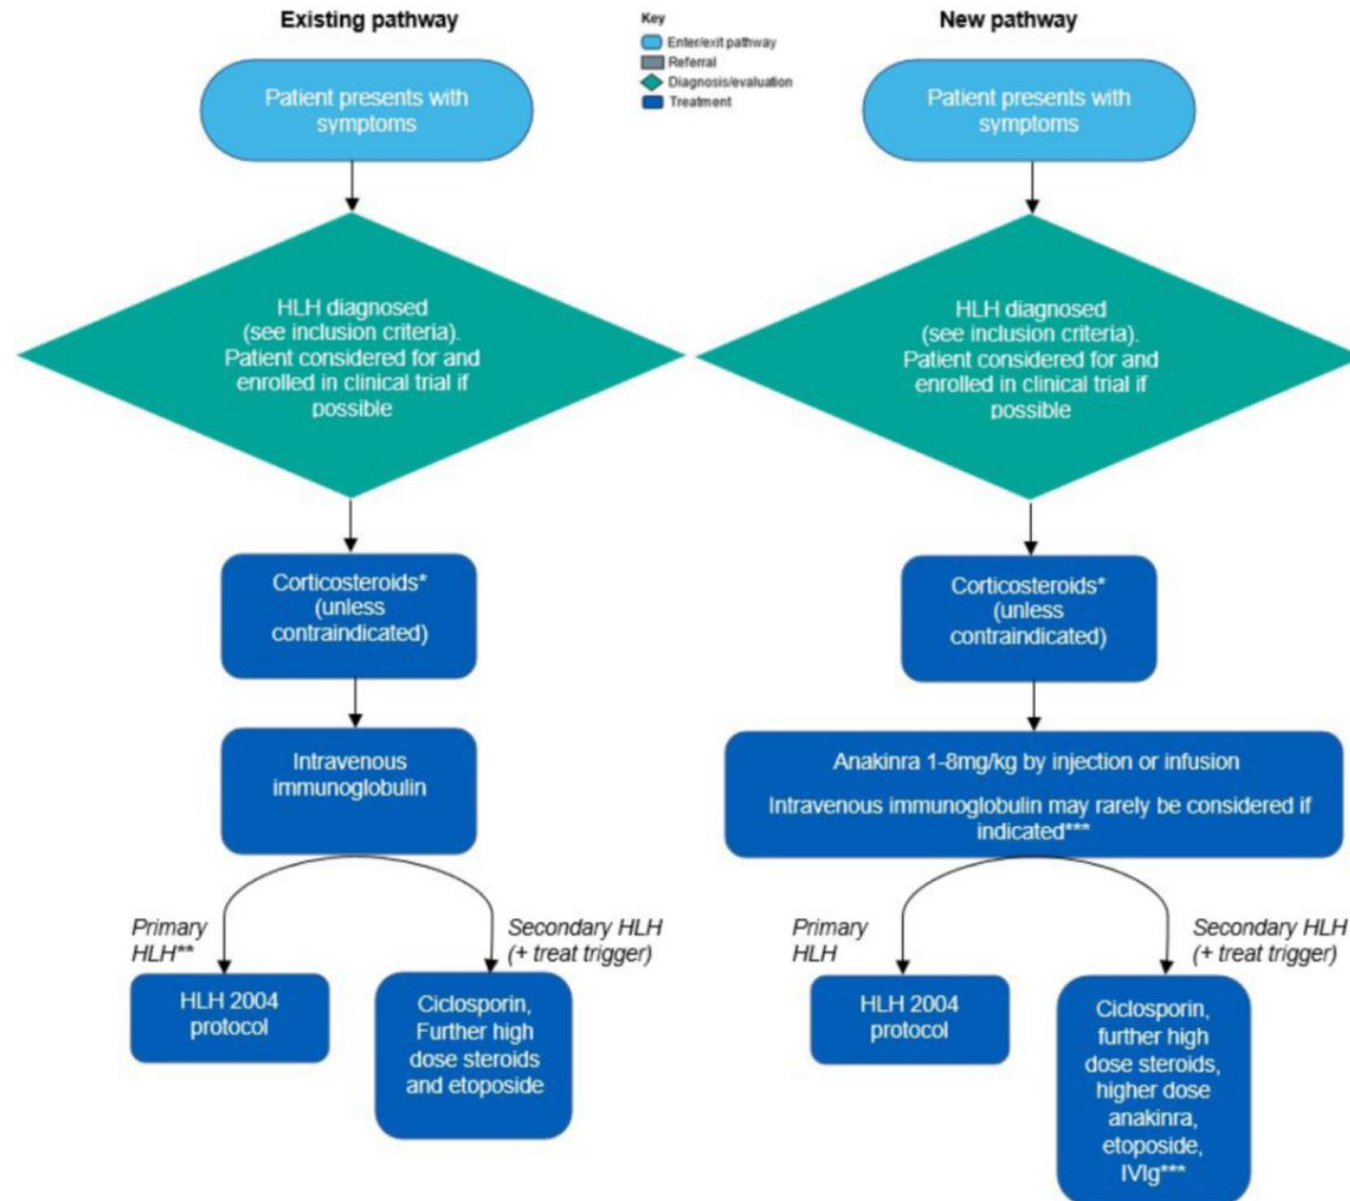 Existing pathway
Key
Enter/exit pathway
Referral
Diagnosis/evaluation
Treatment
New pathway
Patient presents with
symptoms
HLH diagnosed
(see inclusion criteria).
Patient considered for and
enrolled in clinical trial if
possible
Corticosteroids*
(unless
contraindicated)
Intravenous
immunoglobulin
Primary
HLH**
Secondary HLH
(+ treat trigger)
HLH 2004
protocol
Ciclosporin,
Further high
dose steroids
and etoposide
Patient presents with
symptoms
HLH diagnosed
(see inclusion criteria).
Patient considered for and
enrolled in clinical trial if
possible
Corticosteroids*
(unless
contraindicated)
Anakinra 1-8mg/kg by injection or infusion
Intravenous immunoglobulin may rarely be considered if
indicated***
Primary
HLH
Secondary HLH
(+ treat trigger)
HLH 2004
protocol
Ciclosporin,
further high
dose steroids,
higher dose
anakinra,
etoposide,
IVIg***